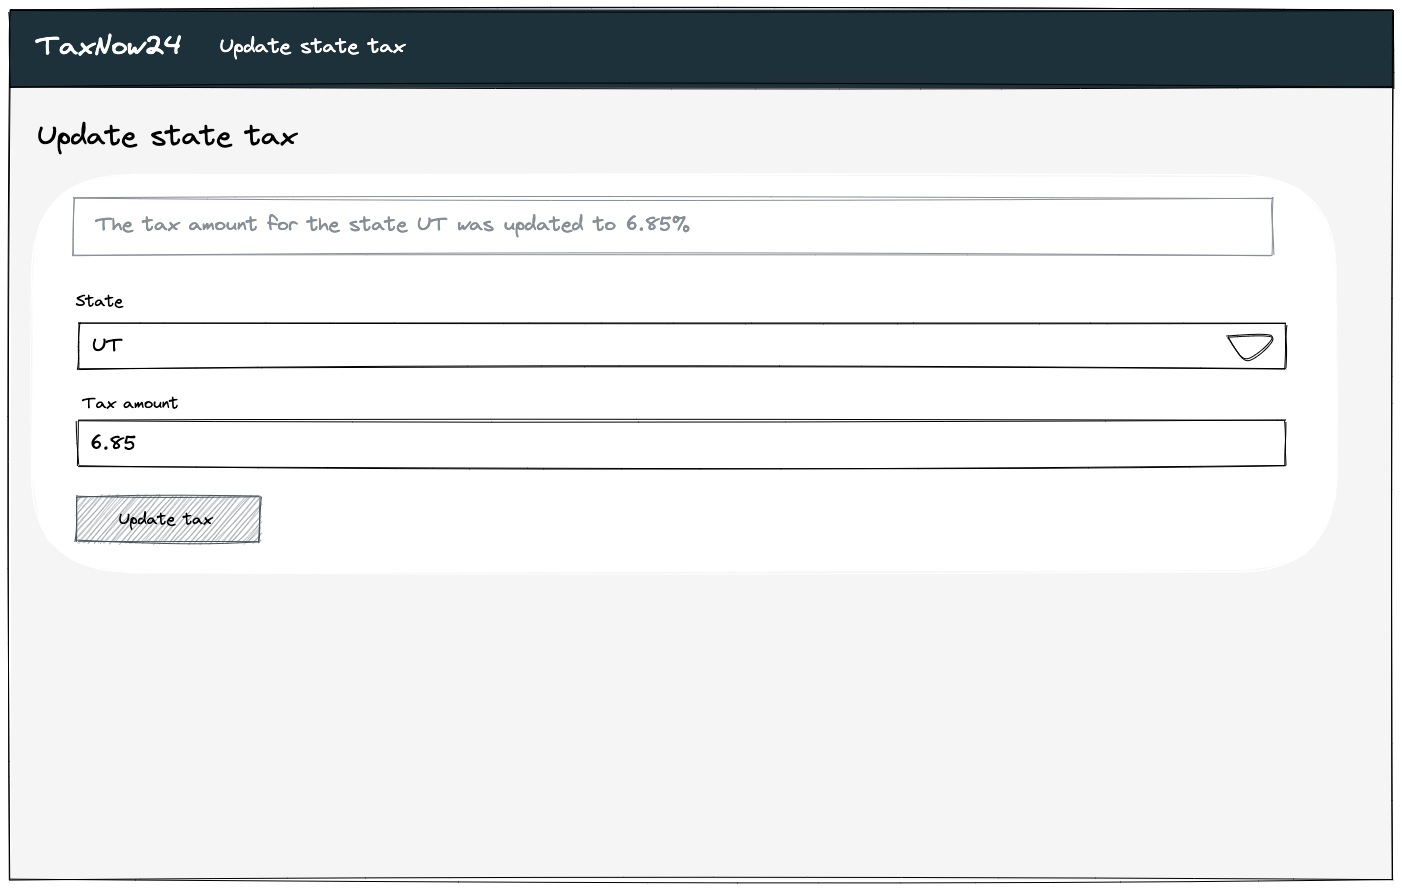 TaxNow24 Update state tax
Update state tax
The tax amount for the state UT was updated to 6.85%
State
UT
Tax amount
6.85
Update tax